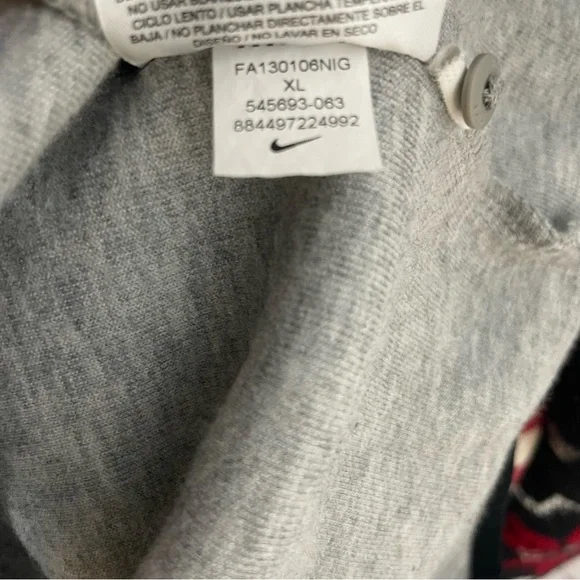 NO USAR
CICLO LENTO / USAR PLANCHA TEMPE
BAJA / NO PLANCHAR DIRECTAMENTE SOBRE EL
DISEÑO / NO LAVAR EN SECO
FA130106NIG
XL
545693-063
884497224992